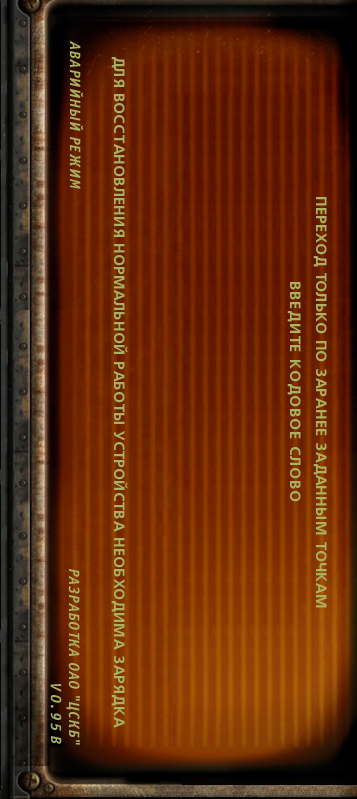 ПЕРЕХОД ТОЛЬКО ПО ЗАРАНЕЕ ЗАДАННЫМ ТОЧКАМ
ВВЕДИТЕ КОДОВОЕ СЛОВО
ДЛЯ ВОССТАНОВЛЕНИЯ НОРМАЛЬНОЙ РАБОТЫ УСТРОЙСТВА НЕОБХОДИМА ЗАРЯДКА
АВАРИЙНЫЙ РЕЖИМ
РАЗРАБОТКА ОАО "ЦСКБ"
V0.95B